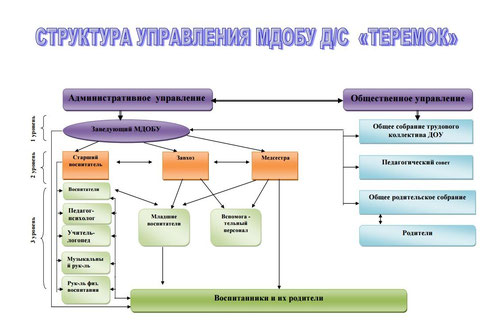 СТРУКТУРА УПРАВЛЕНИЯ МДОБУ Д/С «ТЕРЕМОК»
Административное управление
Общественное управление
1 уровень
Заведующий МДОБУ
Общее собрание трудового
коллектива ДОУ
2 уровень
Старший
воспитатель
Завхоз
Медсестра
Педагогический совет
3 уровень
Воспитатели
Общее родительское собрание
Педагог-
психолог
Младшие
воспитатели
Вспомога -
тельный
персонал
Учитель-
логопед
Родители
Музыкальны
й рук-ль
Рук-ль физ.
воспитания
Воспитанники и их родители